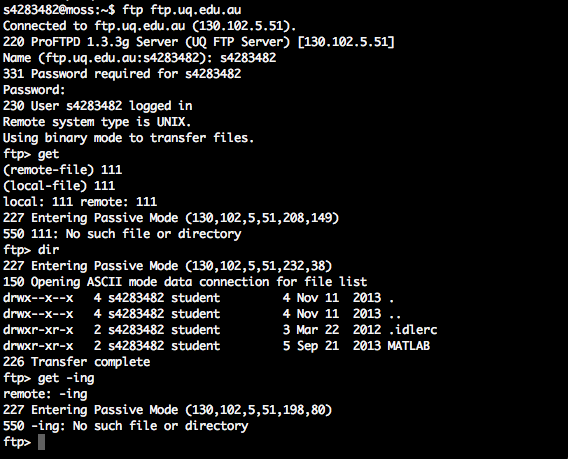 s4283482@moss:~$ ftp ftp.uq.edu.au
Connected to ftp.uq.edu.au (130.102.5.51).
220 ProFTPD 1.3.3g Server (UQ FTP Server) [130.102.5.51]
Name (ftp.uq.edu.au:s4283482): s4283482
331 Password required for s4283482
Password:
230 User s4283482 logged in
Remote system type is UNIX.
Using binary mode to transfer files.
ftp> get
(remote-file) 111
(local-file) 111
local: 111 remote: 111
227 Entering Passive Mode (130,102,5,51,208,149)
550 111: No such file or directory
ftp> dir
227 Entering Passive Mode (130,102,5,51,232,38)
150 Opening ASCII mode data connection for file list
drwx--x--x   4 s4283482 student         4 Nov 11  2013 .
drwx--x--x   4 s4283482 student         4 Nov 11  2013 ..
drwxr-xr-x   2 s4283482 student         3 Mar 22  2012 .idlerc
drwxr-xr-x   2 s4283482 student         5 Sep 21  2013 MATLAB
226 Transfer complete
ftp> get -ing
remote: -ing
227 Entering Passive Mode (130,102,5,51,198,80)
550 -ing: No such file or directory
ftp>